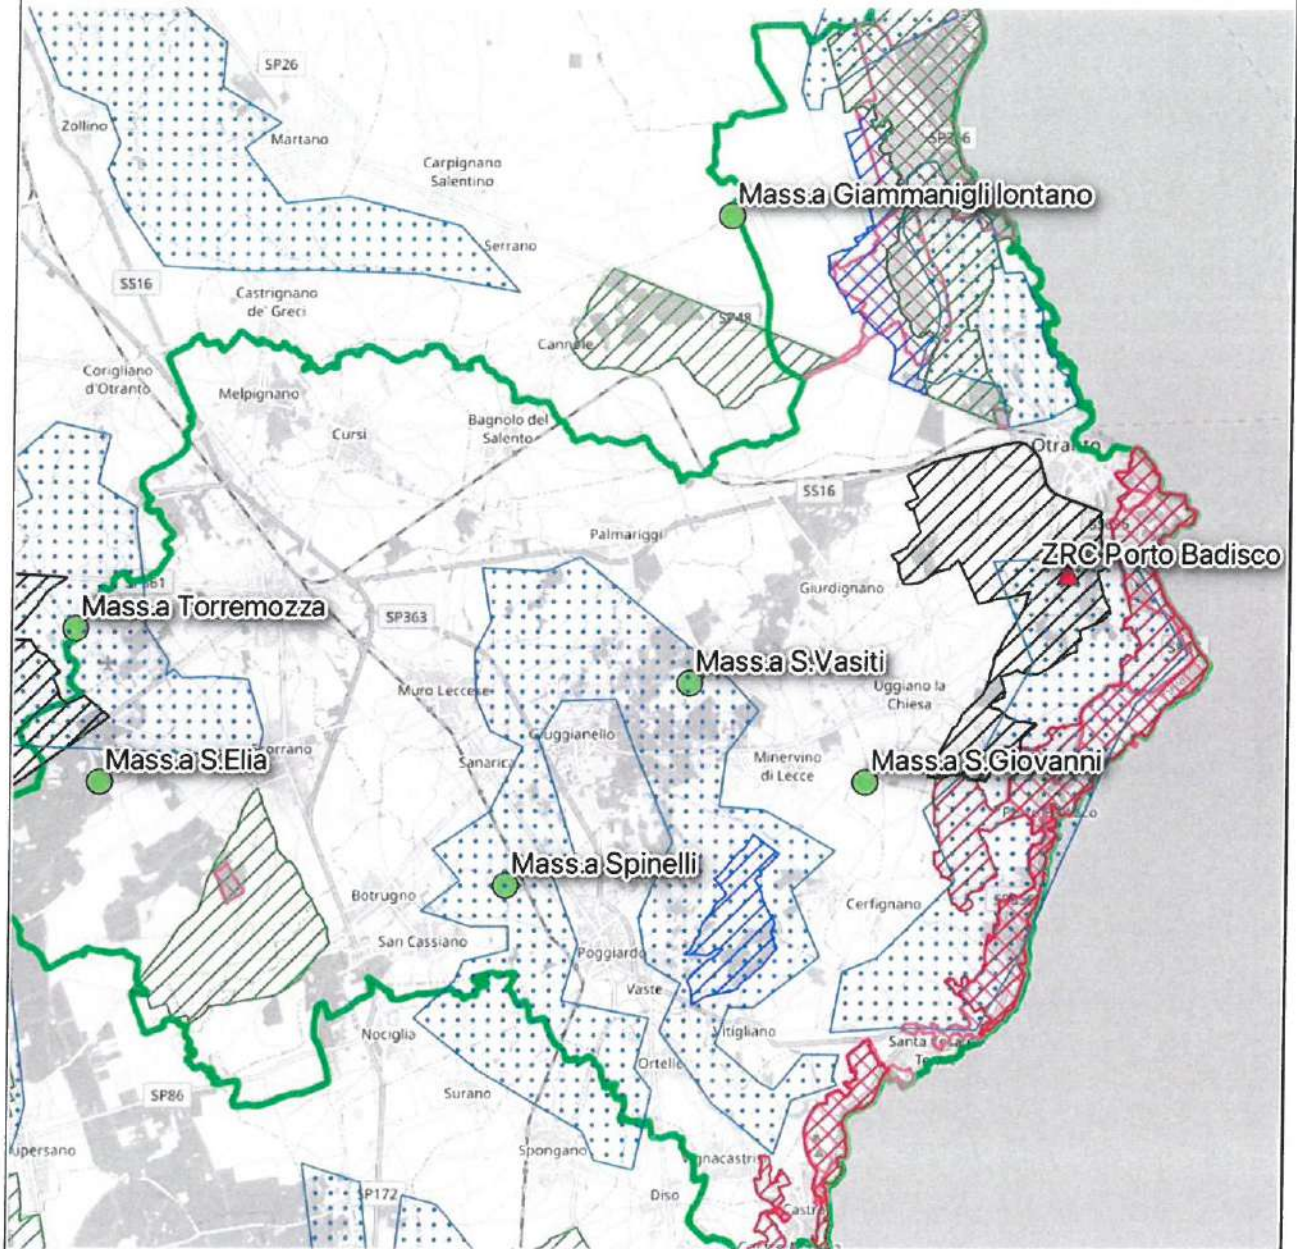 SP26
Zollino
Martano
Carpignano
Salentino
Mass.a Giammanigli lontano
Serrano
SS16
Castrignano
de' Greci
SP48
Cannole
Corigliano
d'Otranto
Melpignano
Cursi
Bagnolo del
Salento
Otranto
SS16
Palmariggi
ZRC Porto Badisco
Giurdignano
Mass.a Torremozza
SP363
Mass.a S.Vasiti
Muro Leccese
Uggiano la
Chiesa
Giuggianello
Sanarica
Minervino
di Lecce
Mass.a S.Elia
Mass.a S.Giovanni
Mass.a Spinelli
Botrugno
Cerfignano
San Cassiano
Poggiardo
Vaste
Vitigliano
Nociglia
Santa
Ortelle
SP86
Surano
Spongano
Diso
SP172